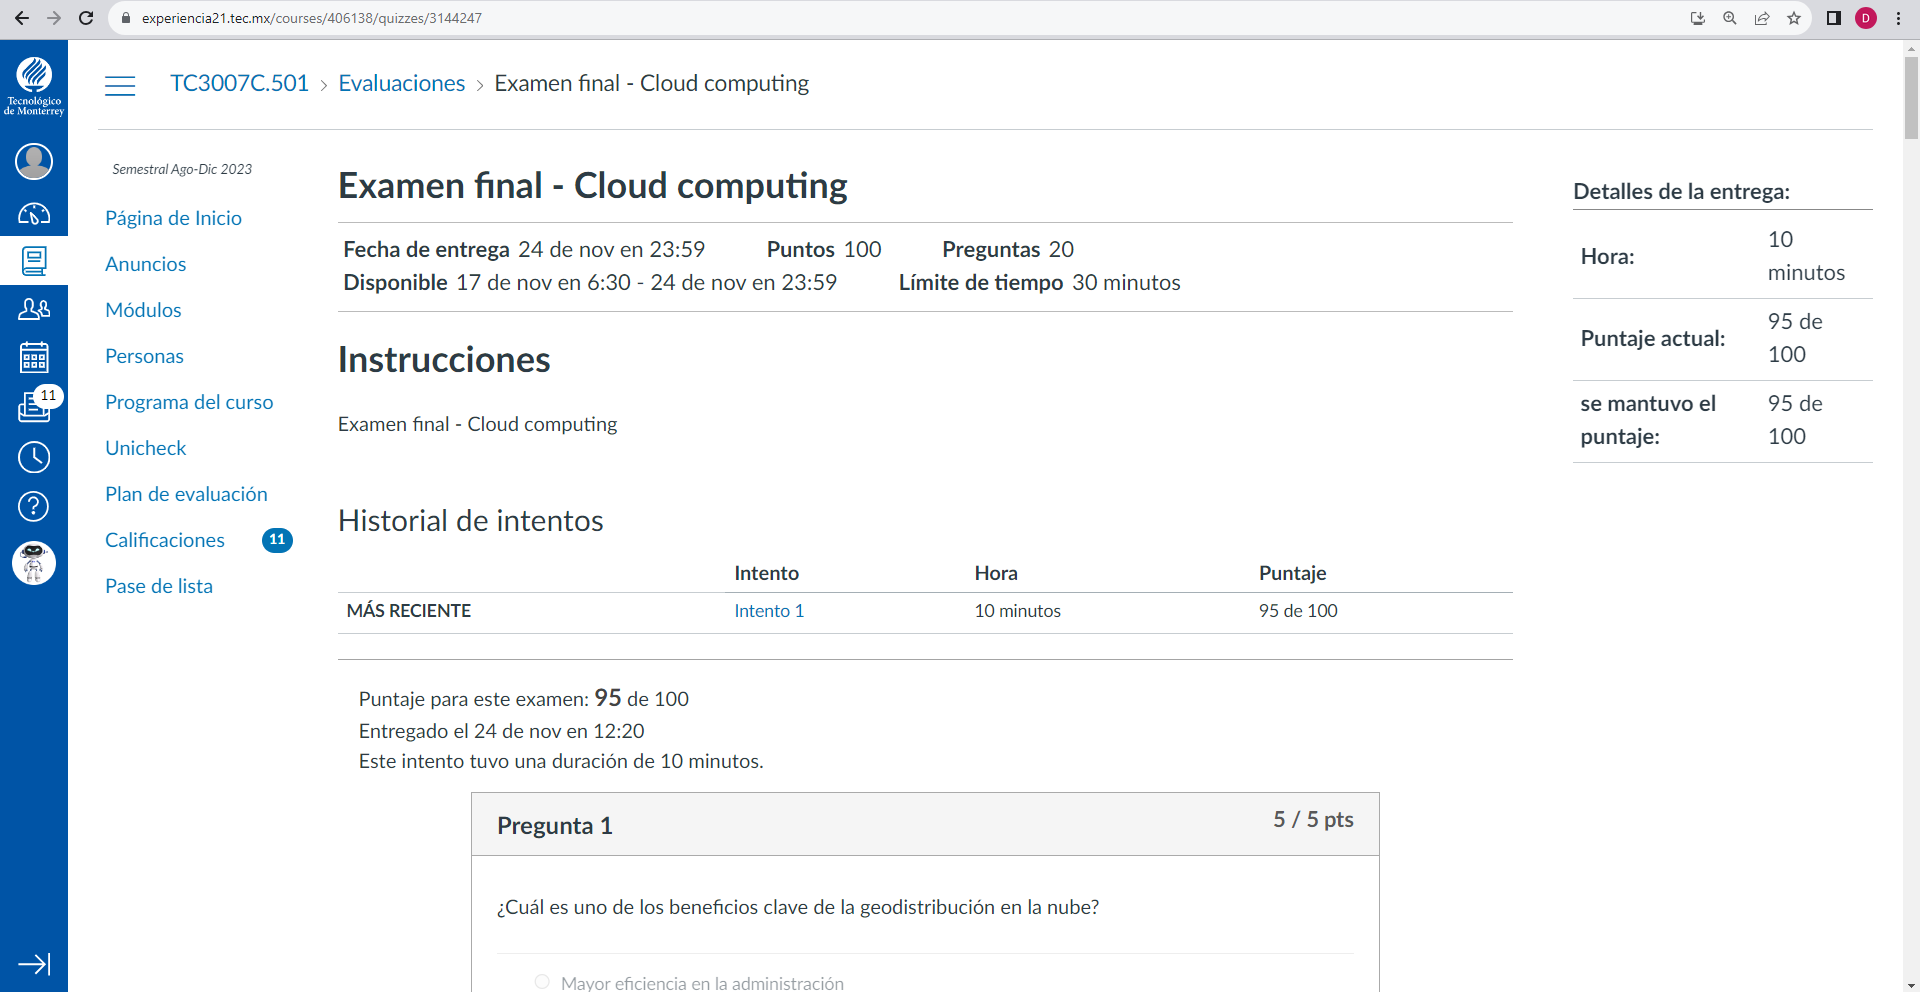 experiencia21.tec.mx/courses/406138/quizzes/3144247
D
Tecnológico
de Monterrey
11
TC3007C.501 › Evaluaciones › Examen final - Cloud computing
Semestral Ago-Dic 2023
Página de Inicio
Anuncios
Módulos
Personas
Programa del curso
Unicheck
Plan de evaluación
Calificaciones 11
Pase de lista
Examen final - Cloud computing
Fecha de entrega 24 de nov en 23:59 Puntos 100 Preguntas 20
Disponible 17 de nov en 6:30 - 24 de nov en 23:59 Límite de tiempo 30 minutos
Instrucciones
Examen final - Cloud computing
Historial de intentos
Intento Hora Puntaje
MÁS RECIENTE Intento 1 10 minutos 95 de 100
Puntaje para este examen: 95 de 100
Entregado el 24 de nov en 12:20
Este intento tuvo una duración de 10 minutos.
Pregunta 1 5 / 5 pts
¿Cuál es uno de los beneficios clave de la geodistribución en la nube?
Mayor eficiencia en la administración
Detalles de la entrega:
Hora: 10 minutos
Puntaje actual: 95 de 100
se mantuvo el puntaje: 95 de 100